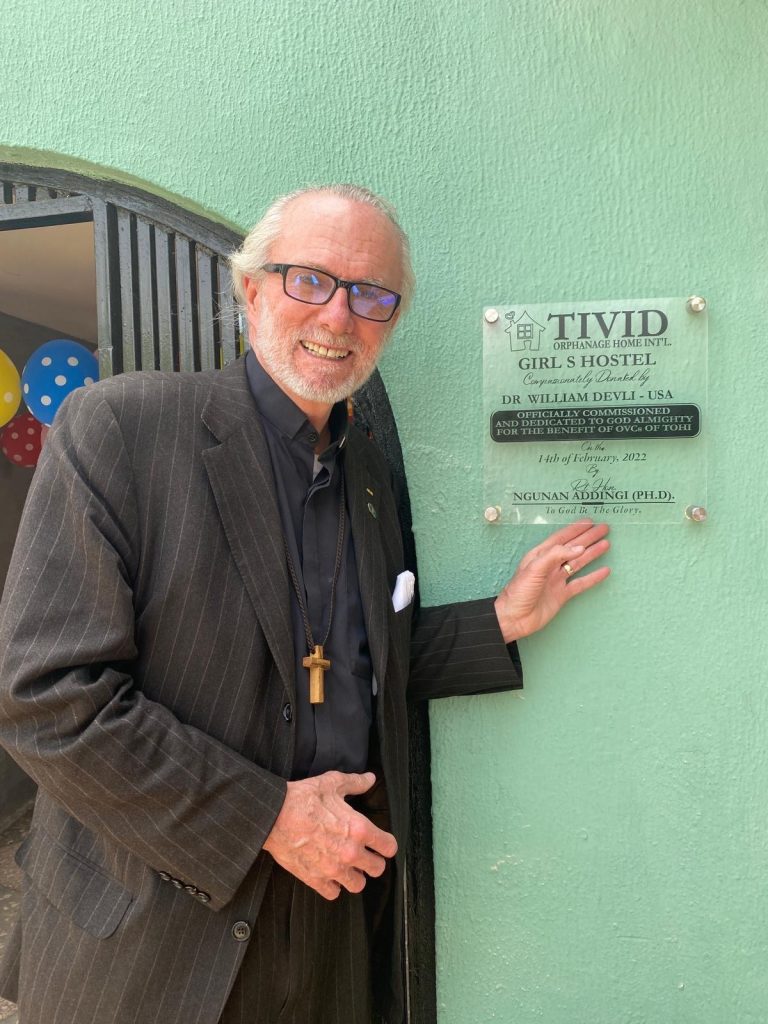 TIVID
ORPHANAGE HOME INT'L.
GIRL S HOSTEL
Compassionately Donated by
DR WILLIAM DEVLI - USA
OFFICIALLY COMMISSIONED
AND DEDICATED TO GOD ALMIGHTY
FOR THE BENEFIT OF OVCs OF TOHI
On the
14th of February, 2022
By
Rt. Hon.
NGUNAN ADDINGI (PH.D).
To God Be The Glory.